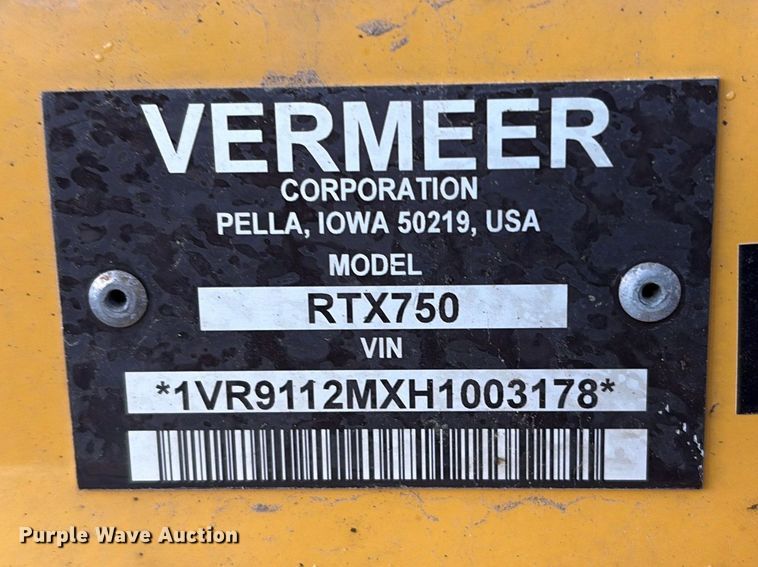 VERMEER
CORPORATION
PELLA, IOWA 50219, USA
MODEL
RTX750
VIN
*1VR9112MXH1003178*
Purple Wave Auction